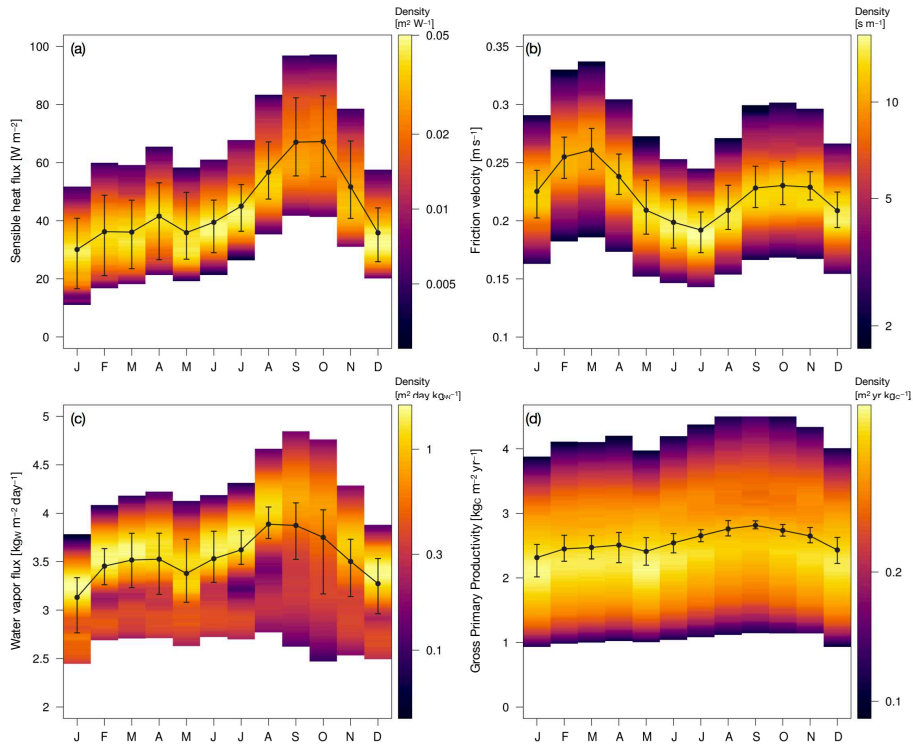 Density
[m² W⁻¹]
(a)
Sensible heat flux [W m⁻²]
100
80
60
40
20
0
J F M A M J J A S O N D
0.05
0.02
0.01
0.005
Density
[s m⁻¹]
(b)
Friction velocity [m s⁻¹]
0.35
0.3
0.25
0.2
0.15
0.1
J F M A M J J A S O N D
10
5
2
Density
[m² day kgw⁻¹]
(c)
Water vapor flux [kgw m⁻² day⁻¹]
5
4.5
4
3.5
3
2.5
2
J F M A M J J A S O N D
1
0.3
0.1
Density
[m² yr kgc⁻¹]
(d)
Gross Primary Productivity [kgC m⁻² yr⁻¹]
4
3
2
1
0
J F M A M J J A S O N D
0.2
0.1